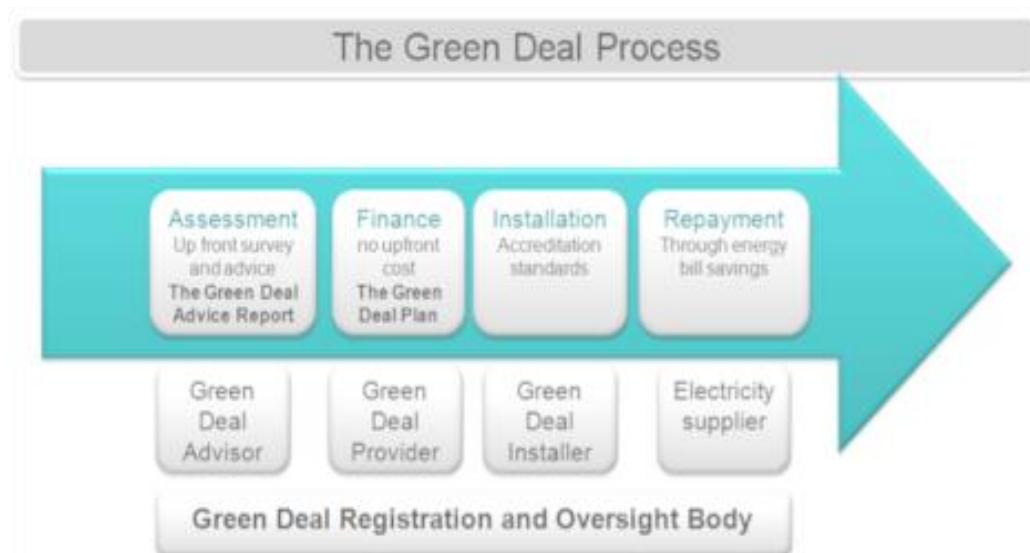 The Green Deal Process
Assessment
Up front survey
and advice
The Green Deal
Advice Report
Finance
no upfront
cost
The Green
Deal Plan
Installation
Accreditation
standards
Repayment
Through energy
bill savings
Green
Deal
Advisor
Green
Deal
Provider
Green
Deal
Installer
Electricity
supplier
Green Deal Registration and Oversight Body